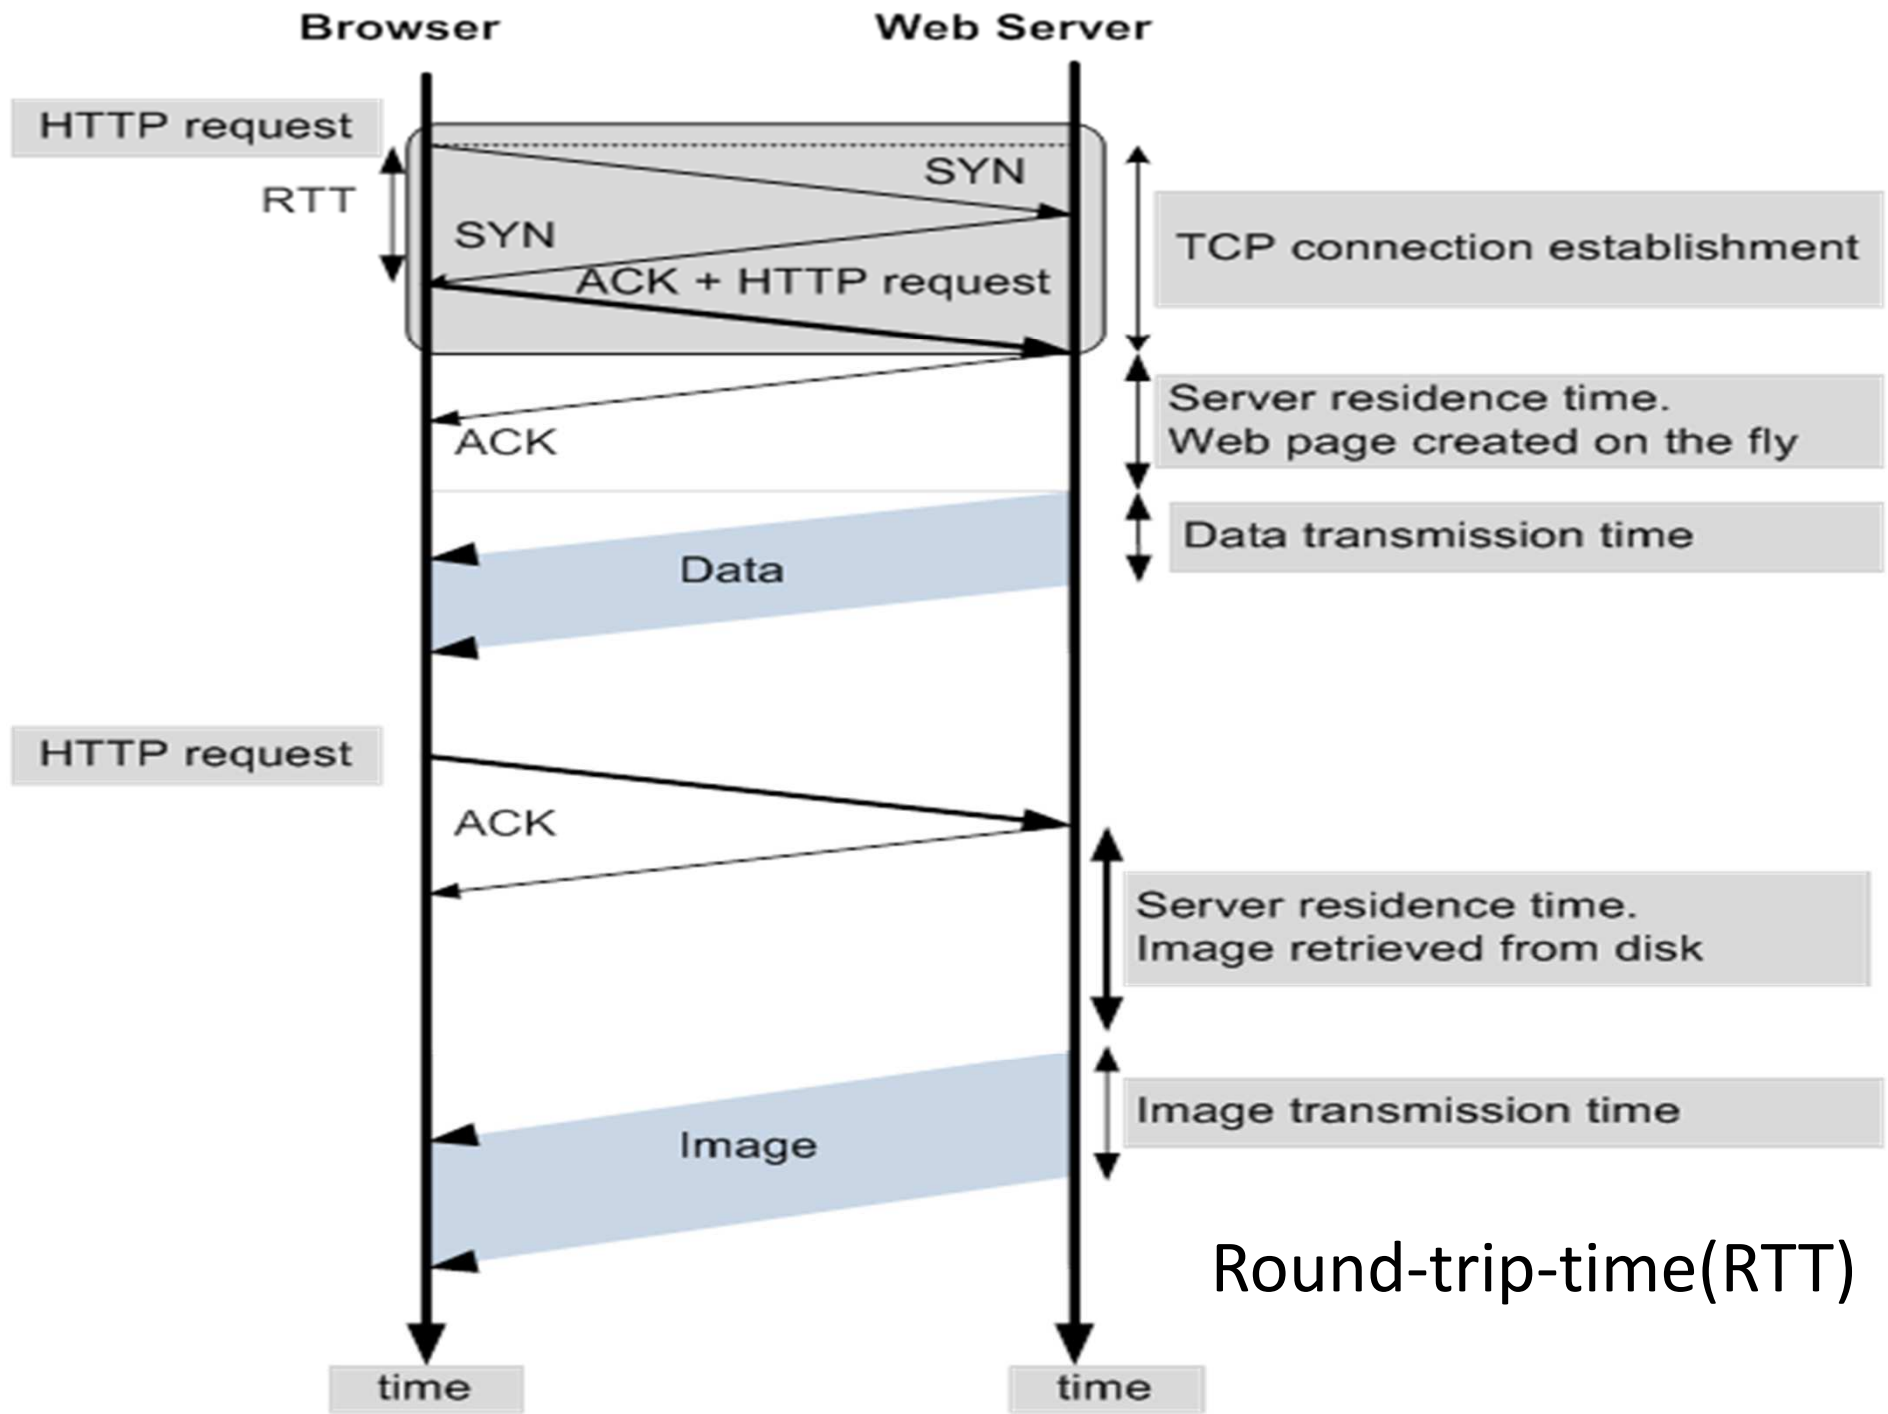 Browser
Web Server
HTTP request
SYN
RTT
SYN
TCP connection establishment
ACK + HTTP request
Server residence time.
Web page created on the fly
ACK
Data transmission time
Data
HTTP request
ACK
Server residence time.
Image retrieved from disk
Image transmission time
Image
Round-trip-time(RTT)
time
time